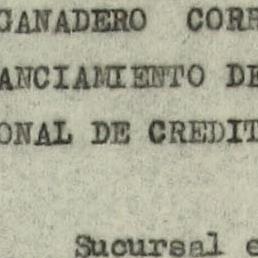 GANADERO CORR
ANCIAMIENTO DE
ONAL DE CREDIT
Sucursal e